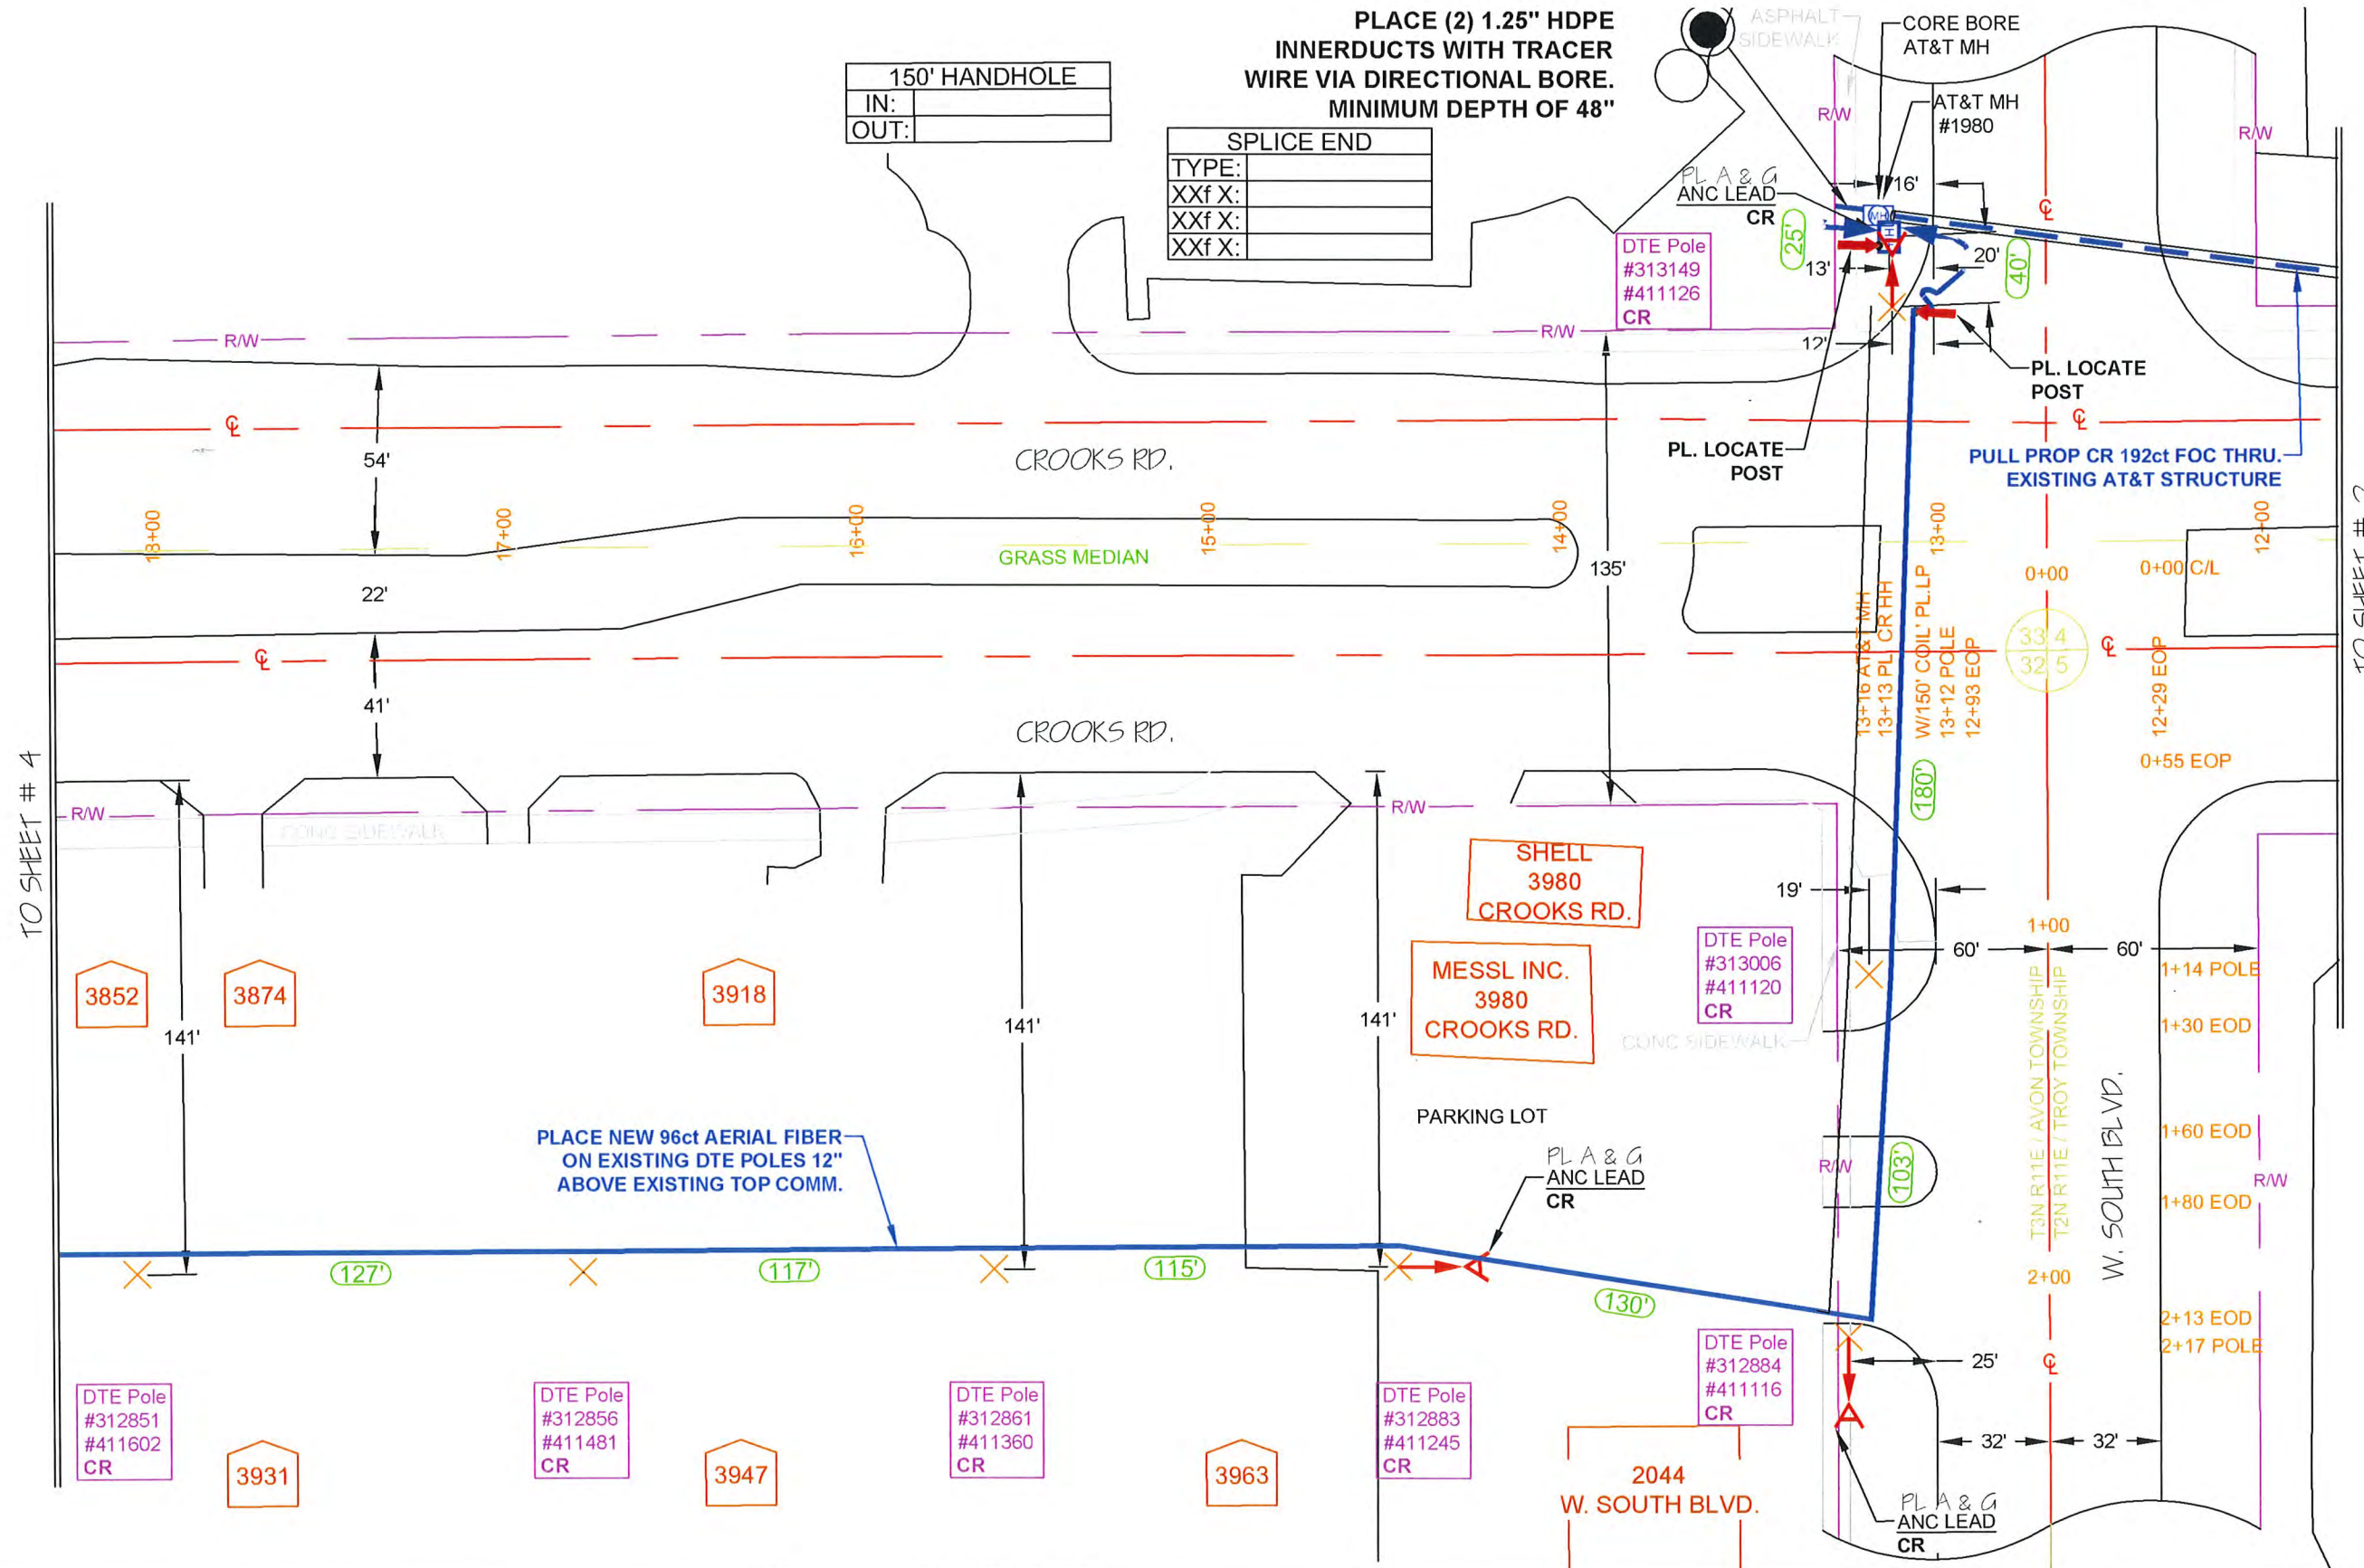 PLACE (2) 1.25" HDPE
INNERDUCTS WITH TRACER
WIRE VIA DIRECTIONAL BORE.
MINIMUM DEPTH OF 48"
ASPHALT
SIDEWALK
CORE BORE
AT&T MH
150' HANDHOLE
IN:
OUT:
SPLICE END
TYPE:
XXf X:
XXf X:
XXf X:
R/W
AT&T MH
#1980
R/W
PL A & G
ANC LEAD
CR
16'
MH
25'
13'
20'
40'
12'
℄
DTE Pole
#313149
#411126
CR
R/W
R/W
PL. LOCATE
POST
℄
℄
54'
CROOKS RD.
PL. LOCATE
POST
PULL PROP CR 192ct FOC THRU.
EXISTING AT&T STRUCTURE
18+00
17+00
16+00
15+00
14+00
13+00
12+00
GRASS MEDIAN
135'
0+00
0+00 C/L
22'
13+16 AT&T MH
13+13 PL CR HH
W/150' COIL' PL.LP
13+12 POLE
12+93 EOP
33 4
32 5
℄
12+29 EOP
℄
41'
CROOKS RD.
0+55 EOP
TO SHEET # 4
180'
R/W
R/W
CONC SIDEWALK
SHELL
3980
CROOKS RD.
19'
1+00
60'
60'
3852
3874
3918
MESSL INC.
3980
CROOKS RD.
DTE Pole
#313006
#411120
CR
1+14 POLE
141'
141'
141'
1+30 EOD
CONC SIDEWALK
T3N R11E / AVON TOWNSHIP
T2N R11E / TROY TOWNSHIP
W. SOUTH BLVD.
PARKING LOT
PLACE NEW 96ct AERIAL FIBER
ON EXISTING DTE POLES 12"
ABOVE EXISTING TOP COMM.
PL A & G
ANC LEAD
CR
1+60 EOD
R/W
103'
R/W
1+80 EOD
127'
117'
115'
130'
2+00
2+13 EOD
2+17 POLE
DTE Pole
#312851
#411602
CR
DTE Pole
#312856
#411481
CR
DTE Pole
#312861
#411360
CR
DTE Pole
#312883
#411245
CR
DTE Pole
#312884
#411116
CR
25'
℄
32'
32'
3931
3947
3963
2044
W. SOUTH BLVD.
PL A & G
ANC LEAD
CR